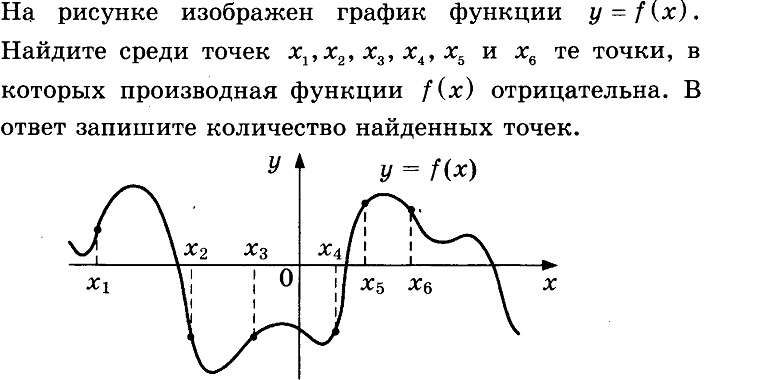 На рисунке изображен график функции y = f(x).
Найдите среди точек x₁, x₂, x₃, x₄, x₅ и x₆ те точки, в
которых производная функции f(x) отрицательна. В
ответ запишите количество найденных точек.
y
y = f(x)
x₂ x₃ x₄
x₁ 0 x₅ x₆ x